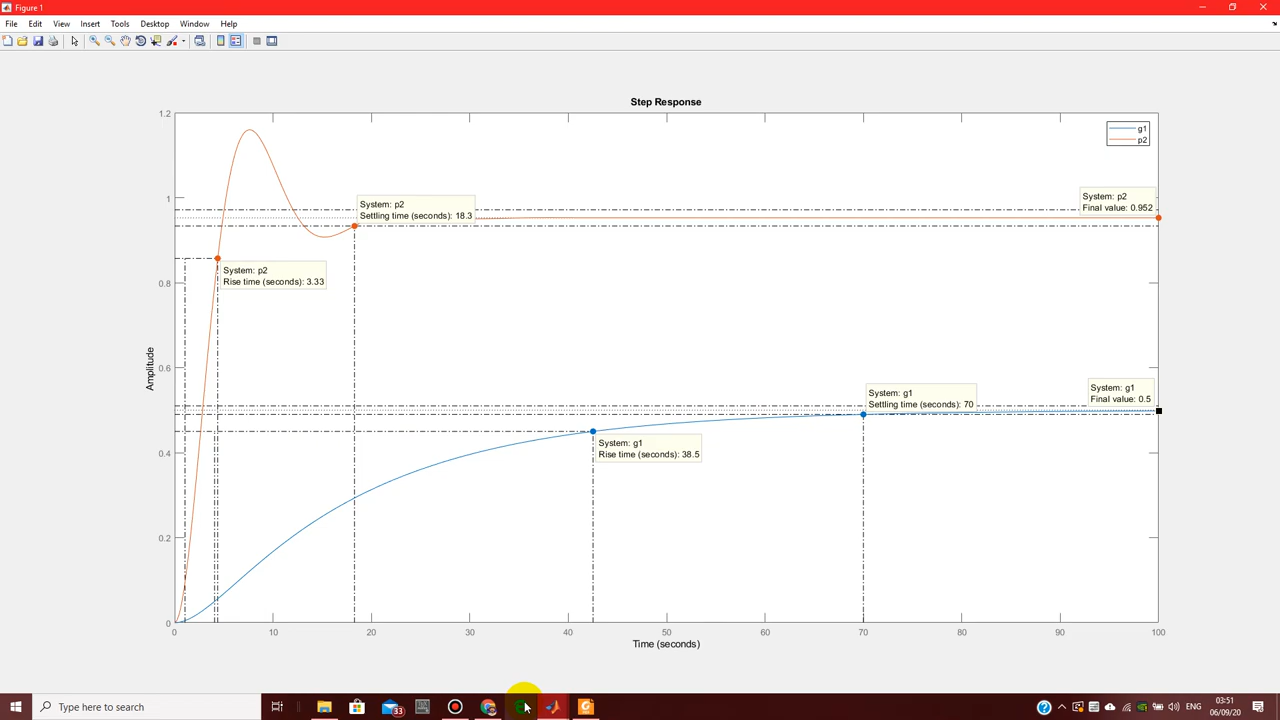 Figure 1
File Edit View Insert Tools Desktop Window Help
Step Response
1.2
g1
p2
System: p2
Final value: 0.952
System: p2
Settling time (seconds): 18.3
1
System: p2
Rise time (seconds): 3.33
0.8
Amplitude
0.6
System: g1
Final value: 0.5
System: g1
Settling time (seconds): 70
System: g1
Rise time (seconds): 38.5
0.4
0.2
0
0 10 20 30 40 50 60 70 80 90 100
Time (seconds)
Type here to search
33
ENG
03:51
06/09/20